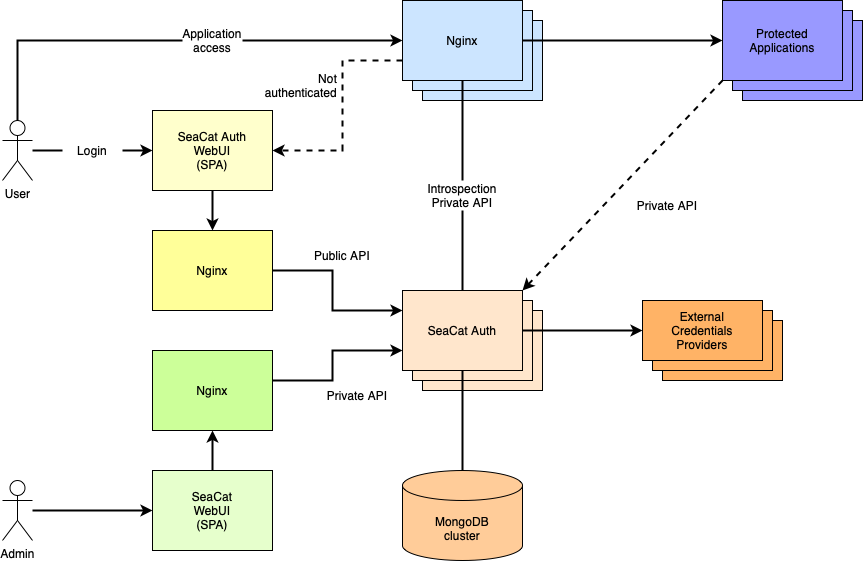 Application
access
Nginx
Protected
Applications
Not
authenticated
SeaCat Auth
WebUI
(SPA)
Login
User
Introspection
Private API
Private API
Nginx
Public API
SeaCat Auth
External
Credentials
Providers
Nginx
Private API
SeaCat
WebUI
(SPA)
Admin
MongoDB
cluster